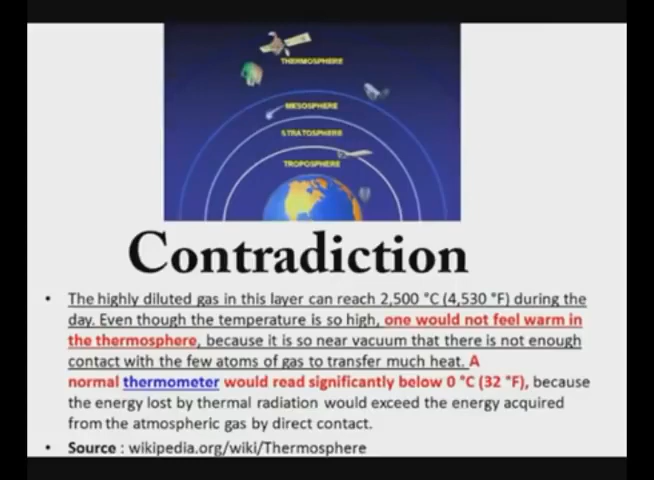 THERMOSPHERE
MESOSPHERE
STRATOSPHERE
TROPOSPHERE
Contradiction
• The highly diluted gas in this layer can reach 2,500 °C (4,530 °F) during the
day. Even though the temperature is so high, one would not feel warm in
the thermosphere, because it is so near vacuum that there is not enough
contact with the few atoms of gas to transfer much heat. A
normal thermometer would read significantly below 0 °C (32 °F), because
the energy lost by thermal radiation would exceed the energy acquired
from the atmospheric gas by direct contact.
• Source : wikipedia.org/wiki/Thermosphere